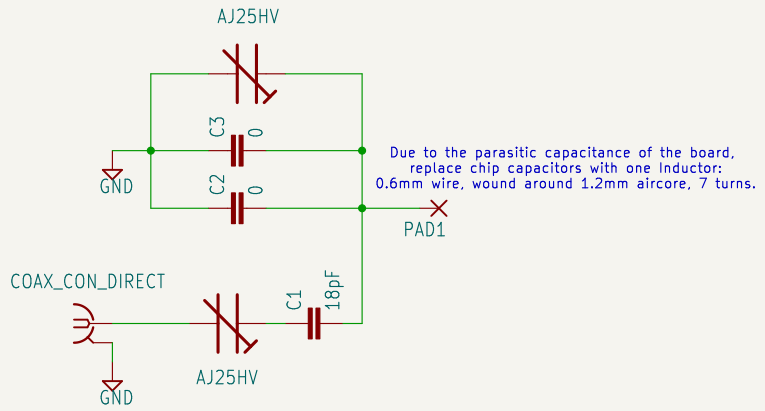 AJ25HV
C3
0
Due to the parasitic capacitance of the board,
replace chip capacitors with one Inductor:
0.6mm wire, wound around 1.2mm aircore, 7 turns.
GND
C2
0
PAD1
COAX_CON_DIRECT
C1
18pF
AJ25HV
GND